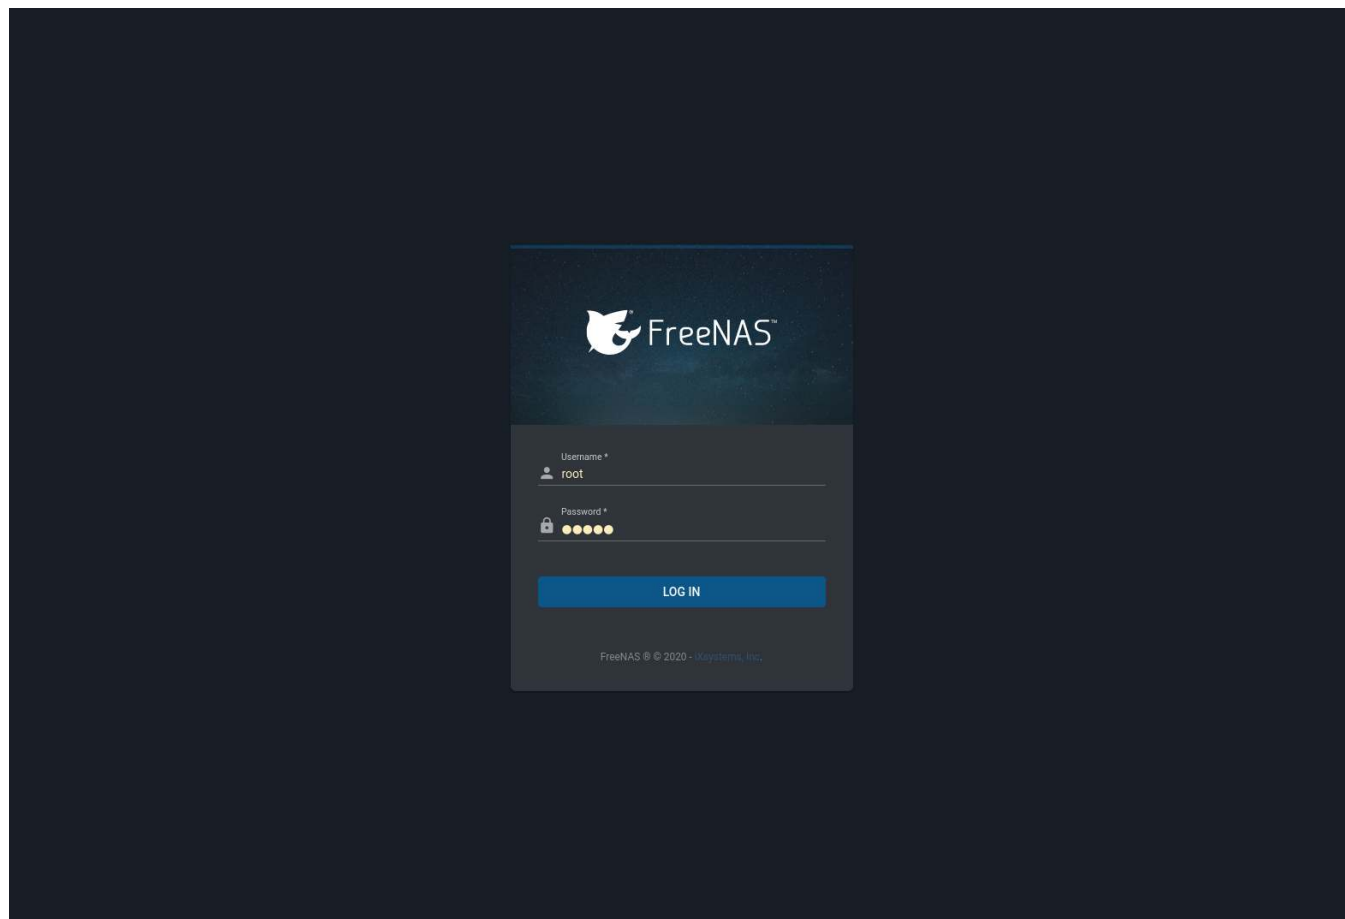 FreeNAS™
Username *
root
Password *
●●●●●
LOG IN
FreeNAS ® © 2020 - iXsystems, Inc.